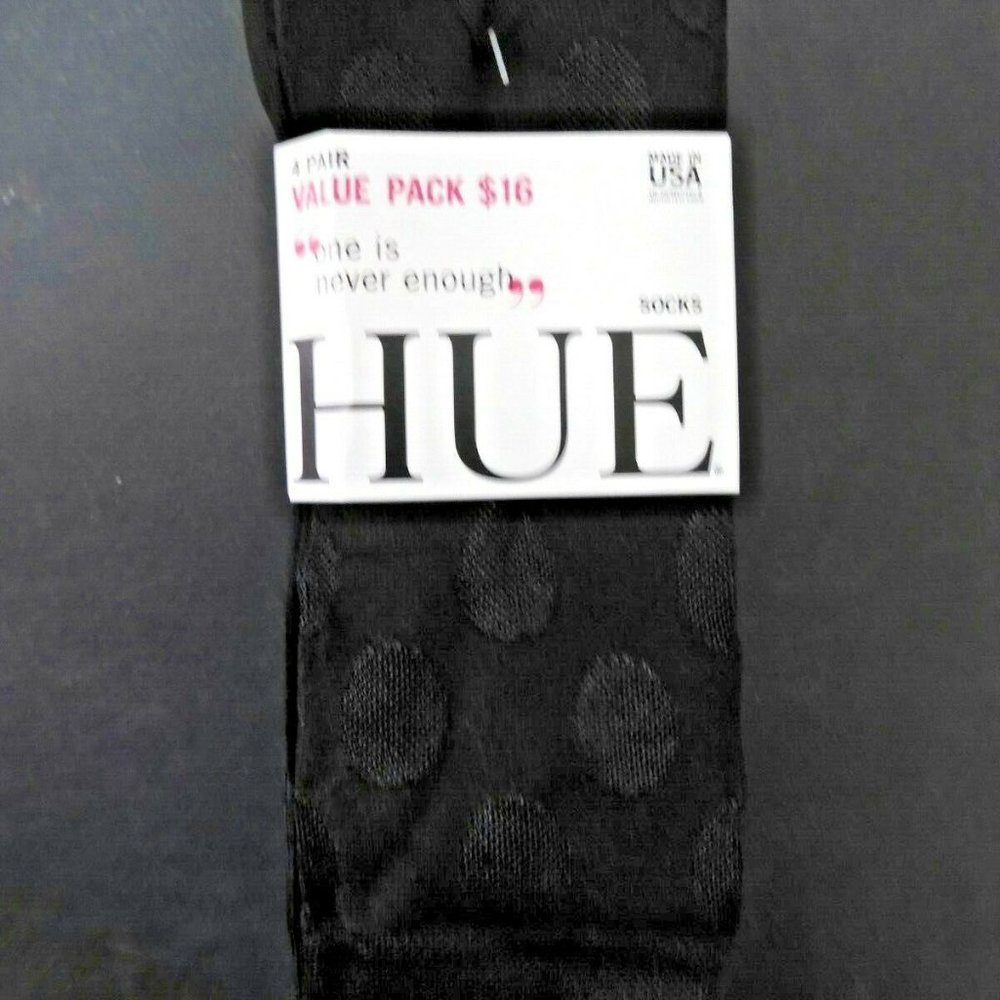 4 PAIR
VALUE PACK $16
MADE IN
USA
“one is
never enough”
SOCKS
HUE®